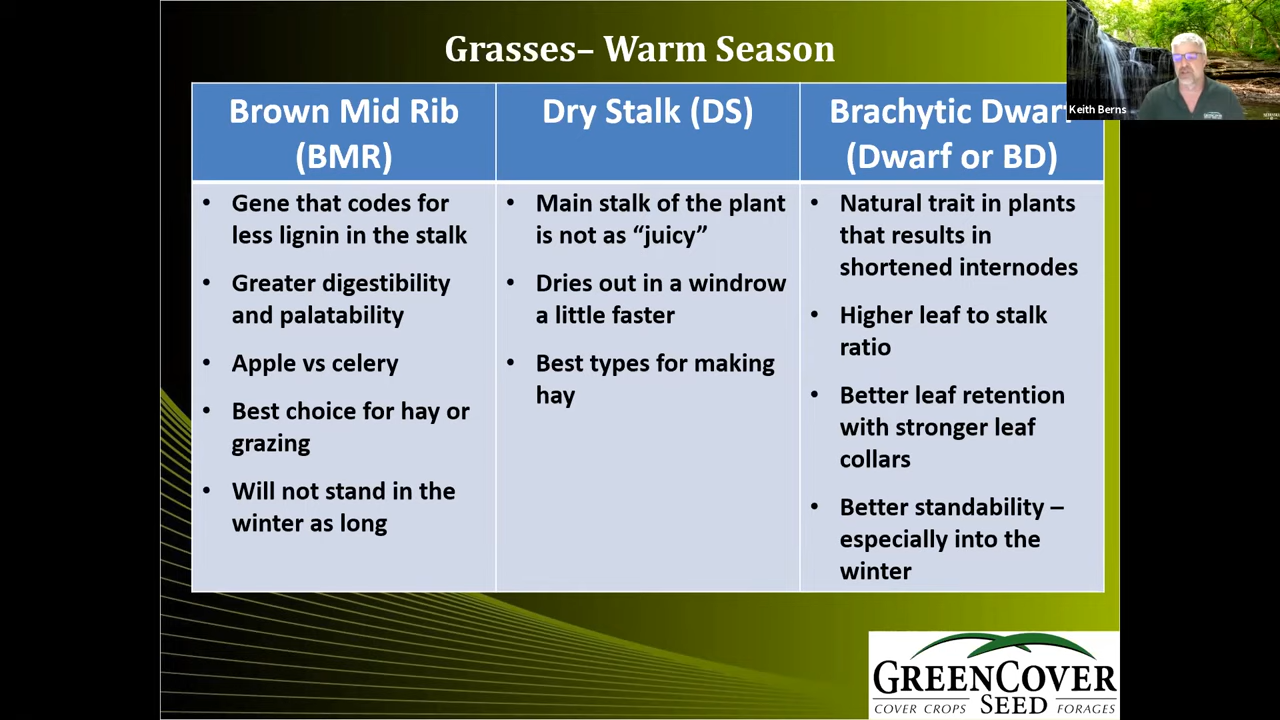 Grasses– Warm Season
Keith Berns
Brown Mid Rib
(BMR)
Gene that codes for
less lignin in the stalk
Greater digestibility
and palatability
Apple vs celery
Best choice for hay or
grazing
Will not stand in the
winter as long
Dry Stalk (DS)
Main stalk of the plant
is not as “juicy”
Dries out in a windrow
a little faster
Best types for making
hay
Brachytic Dwarf
(Dwarf or BD)
Natural trait in plants
that results in
shortened internodes
Higher leaf to stalk
ratio
Better leaf retention
with stronger leaf
collars
Better standability –
especially into the
winter
GREENCOVER
COVER CROPS SEED FORAGES